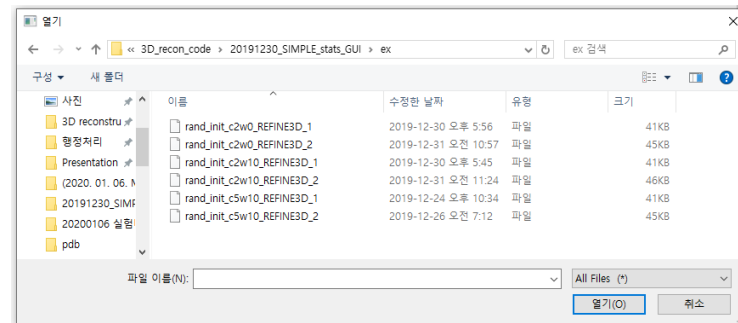 열기
« 3D_recon_code › 20191230_SIMPLE_stats_GUI › ex
ex 검색
구성 새 폴더
사진
3D reconstru
행정처리
Presentation
(2020. 01. 06. M
20191230_SIMP
20200106 실험
pdb
이름 수정한 날짜 유형 크기
rand_init_c2w0_REFINE3D_1 2019-12-30 오후 5:56 파일 41KB
rand_init_c2w0_REFINE3D_2 2019-12-31 오전 10:57 파일 45KB
rand_init_c2w10_REFINE3D_1 2019-12-30 오후 5:45 파일 41KB
rand_init_c2w10_REFINE3D_2 2019-12-31 오전 11:24 파일 46KB
rand_init_c5w10_REFINE3D_1 2019-12-24 오후 10:34 파일 41KB
rand_init_c5w10_REFINE3D_2 2019-12-26 오전 7:12 파일 45KB
파일 이름(N): All Files (*)
열기(O) 취소